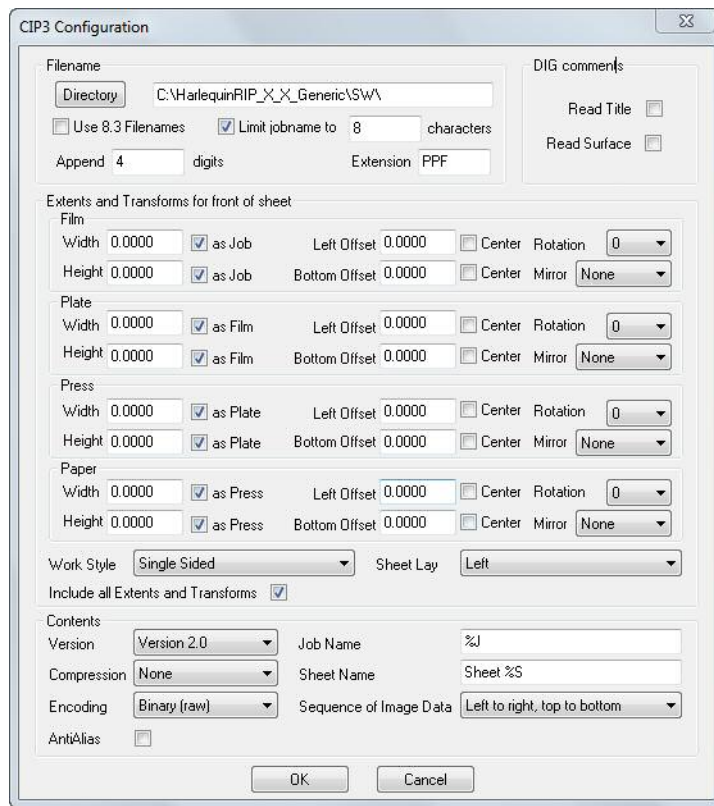 CIP3 Configuration
Filename
DIG comments
Directory C:\HarlequinRIP_X_X_Generic\SW\
Read Title
Use 8.3 Filenames Limit jobname to 8 characters
Read Surface
Append 4 digits Extension PPF
Extents and Transforms for front of sheet
Film
Width 0.0000 as Job Left Offset 0.0000 Center Rotation 0
Height 0.0000 as Job Bottom Offset 0.0000 Center Mirror None
Plate
Width 0.0000 as Film Left Offset 0.0000 Center Rotation 0
Height 0.0000 as Film Bottom Offset 0.0000 Center Mirror None
Press
Width 0.0000 as Plate Left Offset 0.0000 Center Rotation 0
Height 0.0000 as Plate Bottom Offset 0.0000 Center Mirror None
Paper
Width 0.0000 as Press Left Offset 0.0000 Center Rotation 0
Height 0.0000 as Press Bottom Offset 0.0000 Center Mirror None
Work Style Single Sided Sheet Lay Left
Include all Extents and Transforms
Contents
Version Version 2.0 Job Name %J
Compression None Sheet Name Sheet %S
Encoding Binary (raw) Sequence of Image Data Left to right, top to bottom
AntiAlias
OK Cancel